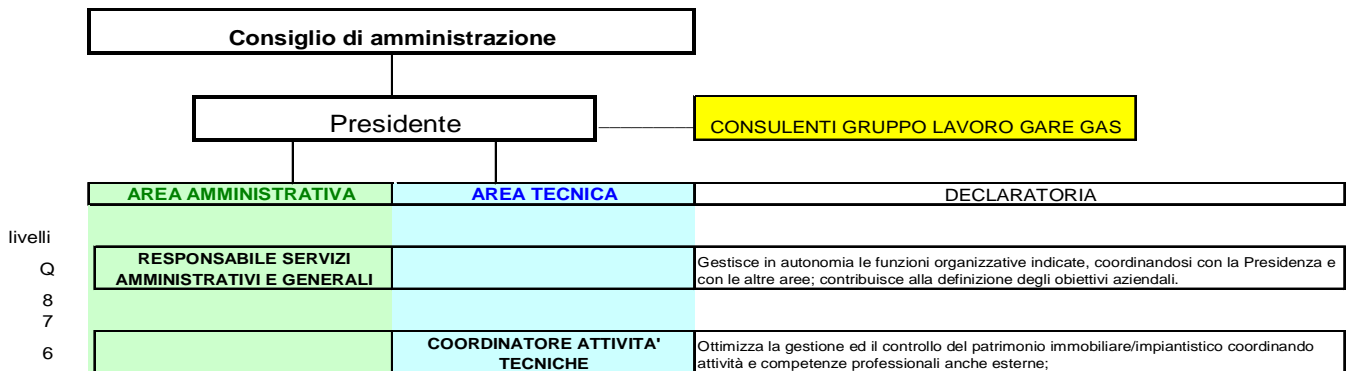 Consiglio di amministrazione
Presidente
CONSULENTI GRUPPO LAVORO GARE GAS
AREA AMMINISTRATIVA
AREA TECNICA
DECLARATORIA
livelli
Q
RESPONSABILE SERVIZI
AMMINISTRATIVI E GENERALI
Gestisce in autonomia le funzioni organizzative indicate, coordinandosi con la Presidenza e
con le altre aree; contribuisce alla definizione degli obiettivi aziendali.
8
7
6
COORDINATORE ATTIVITA'
TECNICHE
Ottimizza la gestione ed il controllo del patrimonio immobiliare/impiantistico coordinando
attività e competenze professionali anche esterne;